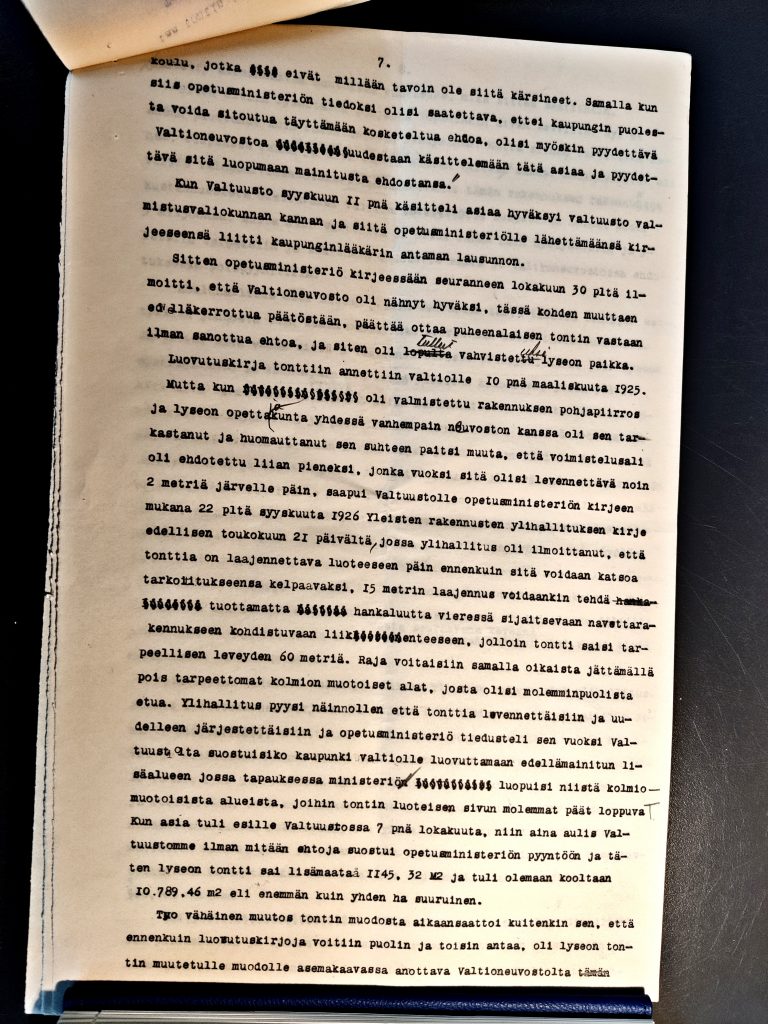 7.
koulu, jotka eivät millään tavoin ole siitä kärsineet. Samalla kun
siis opetusministeriön tiedoksi olisi saatettava, ettei kaupungin puoles-
ta voida sitoutua täyttämään kosketeltua ehdoa, olisi myöskin pyydettävä
Valtioneuvostoa uudestaan käsittelemään tätä asiaa ja pyydet-
tävä sitä luopumaan mainitusta ehdostansa."
Kun Valtuusto syyskuun II pnä käsitteli asiaa hyväksyi valtuusto val-
mistusvaliokunnan kannan ja siitä opetusministeriölle lähettämäänsä kir-
jeeseensä liitti kaupunginlääkärin antaman lausunnon.
Sitten opetusministeriö kirjeessään seuranneen lokakuun 30 pltä il-
moitti, että Valtioneuvosto oli nähnyt hyväksi, tässä kohden muuttaen
edelläkerrottua päätöstään, päättää ottaa puheenalaisen tontin vastaan
ilman sanottua ehtoa, ja siten oli lopulta tullut vahvistettu lyseon paikka.
Luovutuskirja tonttiin annettiin valtiolle 10 pnä maaliskuuta 1925.
Mutta kun oli valmistettu rakennuksen pohjapiirros
ja lyseon opettajakunta yhdessä vanhempain neuvoston kanssa oli sen tar-
kastanut ja huomauttanut sen suhteen paitsi muuta, että voimistelusali
oli ehdotettu liian pieneksi, jonka vuoksi sitä olisi levennettävä noin
2 metriä järvelle päin, saapui Valtuustolle opetusministeriön kirjeen
mukana 22 pltä syyskuuta 1926 Yleisten rakennusten ylihallituksen kirje
edellisen toukokuun 21 päivältä, jossa ylihallitus oli ilmoittanut, että
tonttia on laajennettava luoteeseen päin ennenkuin sitä voidaan katsoa
tarkoitukseensa kelpaavaksi, 15 metrin laajennus voidaankin tehdä hanka-
tuottamatta hankaluutta vieressä sijaitsevaan navettara-
kennukseen kohdistuvaan liikenteeseen, jolloin tontti saisi tar-
peellisen leveyden 60 metriä. Raja voitaisiin samalla oikaista jättämällä
pois tarpeettomat kolmion muotoiset alat, josta olisi molemminpuolista
etua. Ylihallitus pyysi näinnollen että tonttia levennettäisiin ja uu-
delleen järjestettäisiin ja opetusministeriö tiedusteli sen vuoksi Val-
tuustolta suostuisiko kaupunki valtiolle luovuttamaan edellämainitun li-
säalueen jossa tapauksessa ministeriö luopuisi niistä kolmio-
muotoisista alueista, joihin tontin luoteisen sivun molemmat päät loppuva
Kun asia tuli esille Valtuustossa 7 pnä lokakuuta, niin aina aulis Val-
tuustomme ilman mitään ehtoja suostui opetusministeriön pyyntöön ja tä-
ten lyseon tontti sai lisämaataä II45, 32 M2 ja tuli olemaan kooltaan
10.789,46 m2 eli enemmän kuin yhden ha suuruinen.
Tuo vähäinen muutos tontin muodosta aikaansaattoi kuitenkin sen, että
ennenkuin luovutuskirjoja voitiin puolin ja toisin antaa, oli lyseon ton-
tin muutetulle muodolle asemakaavassa anottava Valtioneuvostolta tämän